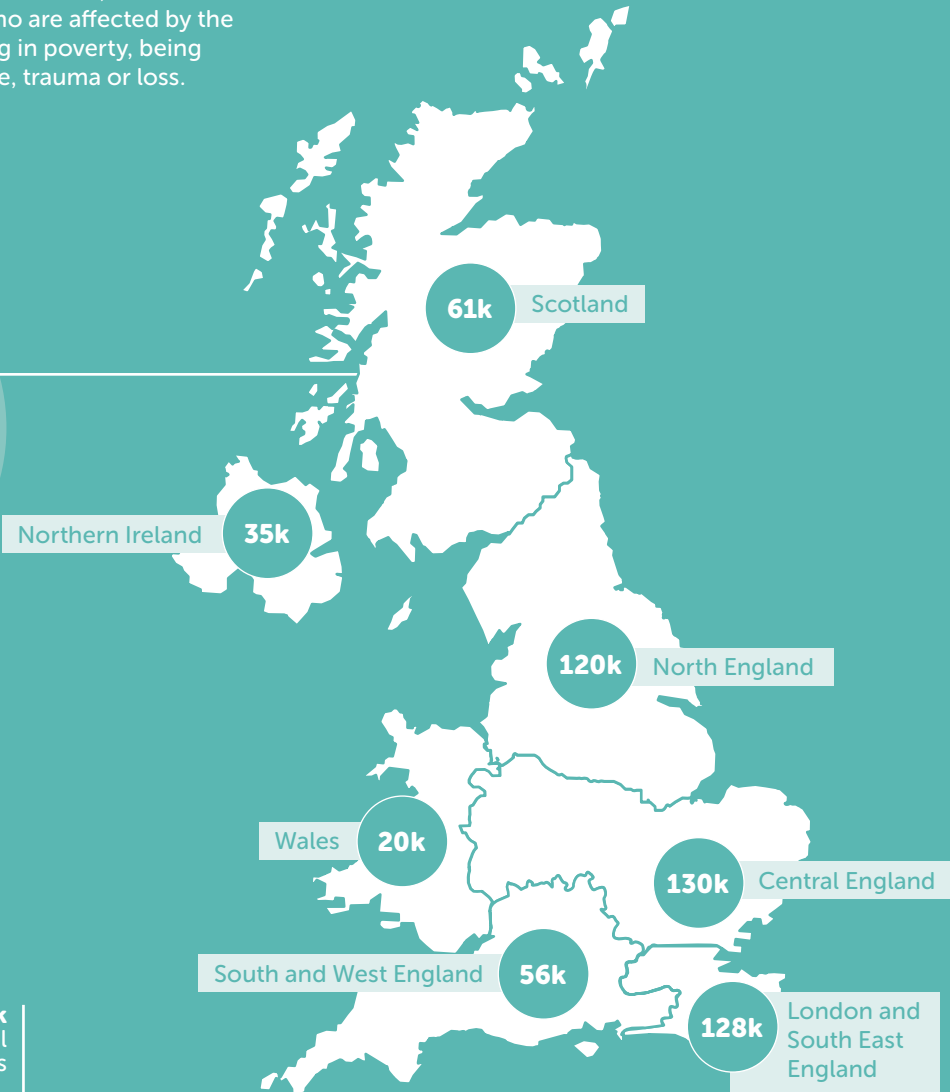 are affected by the
in poverty, being
trauma or loss.
61k
Scotland
Northern Ireland
35k
120k
North England
Wales
20k
130k
Central England
South and West England
56k
128k
London and
South East
England